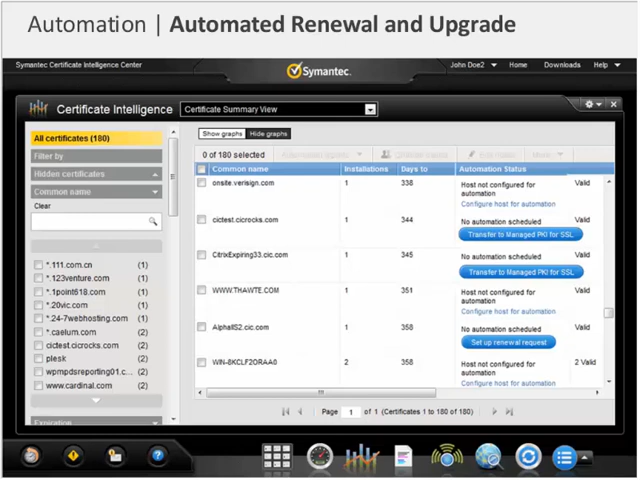 Automation | Automated Renewal and Upgrade
Symantec Certificate Intelligence Center
Symantec.
John Doe2 Home Downloads Help
Certificate Intelligence Certificate Summary View
All certificates (180)
Filter by
Hidden certificates
Common name
Clear
*.111.com.cn (1)
*.123venture.com (1)
*.1point618.com (1)
*.20vic.com (1)
*.24-7webhosting.com (1)
*.caelum.com (2)
cictest.cicrocks.com (2)
plesk (2)
wpmpdsreporting01.c... (2)
www.cardinal.com (2)
Expiration
Show graphs Hide graphs
0 of 180 selected
Common name Installations Days to Automation Status
onsite.verisign.com 1 338 Host not configured for Valid
automation
Configure host for automation
cictest.cicrocks.com 1 344 No automation scheduled Valid
Transfer to Managed PKI for SSL
CitrixExpiring33.cic.com 1 345 No automation scheduled Valid
Transfer to Managed PKI for SSL
WWW.THAWTE.COM 1 351 Host not configured for Valid
automation
Configure host for automation
AlphaIIS2.cic.com 1 358 No automation scheduled Valid
Set up renewal request
WIN-8KCLF2ORAA0 2 358 Host not configured for 2 Valid
automation
Configure host for automation
Page 1 of 1 (Certificates 1 to 180 of 180)